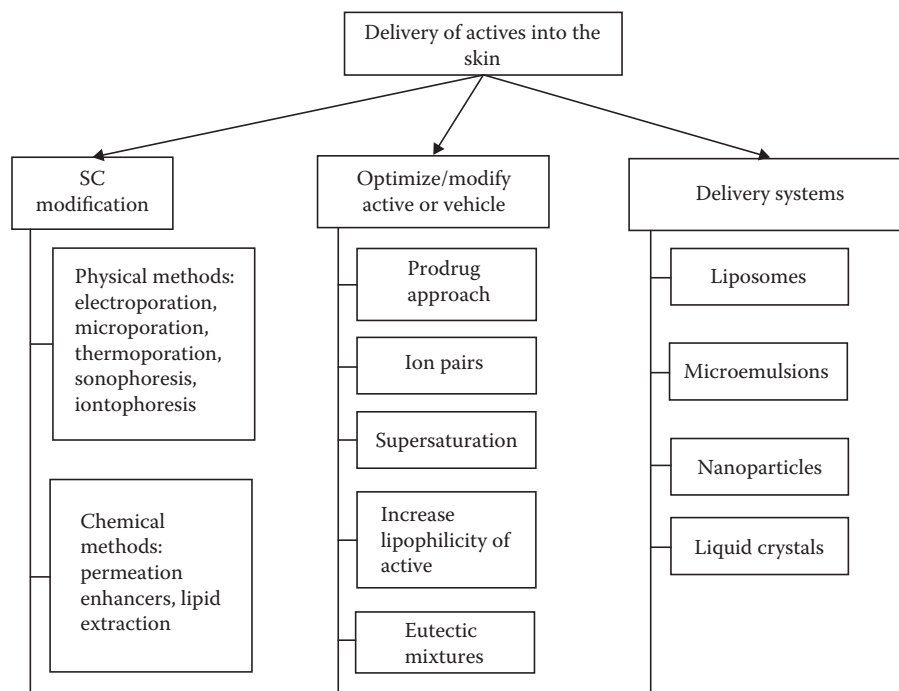 Delivery of actives into the
skin
SC
modification
Physical methods:
electroporation,
microporation,
thermoporation,
sonophoresis,
iontophoresis
Chemical
methods:
permeation
enhancers, lipid
extraction
Optimize/modify
active or vehicle
Prodrug
approach
Ion pairs
Supersaturation
Increase
lipophilicity of
active
Eutectic
mixtures
Delivery systems
Liposomes
Microemulsions
Nanoparticles
Liquid crystals